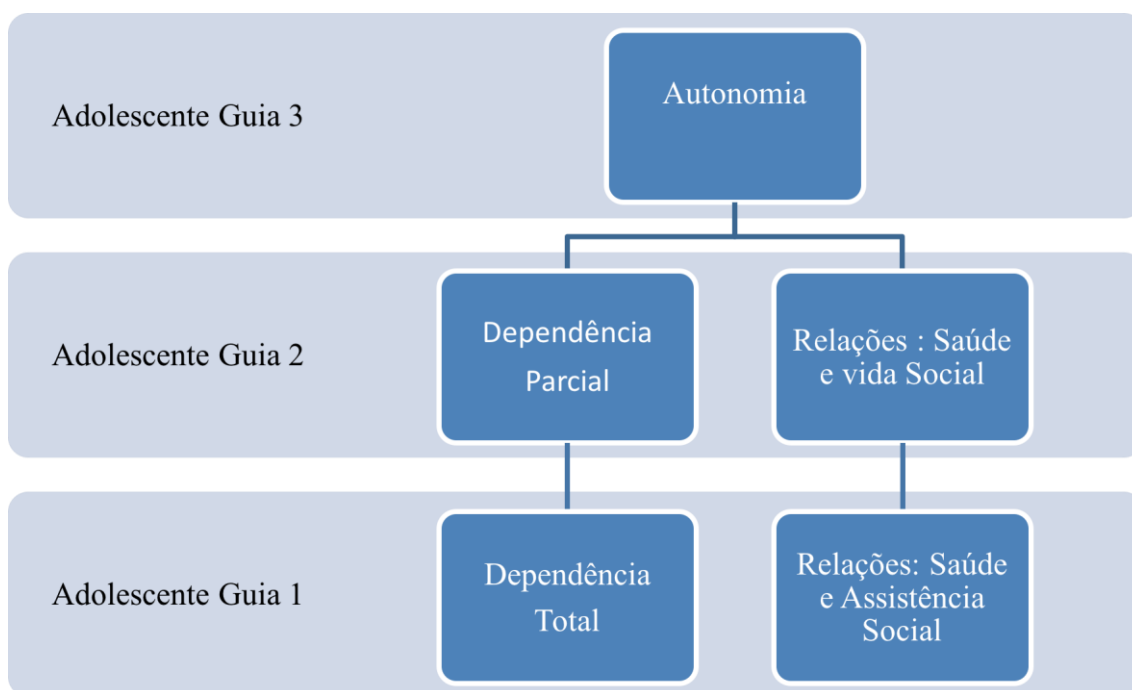 Adolescente Guia 3
Autonomia
Adolescente Guia 2
Dependência
Parcial
Relações : Saúde
e vida Social
Adolescente Guia 1
Dependência
Total
Relações: Saúde
e Assistência
Social